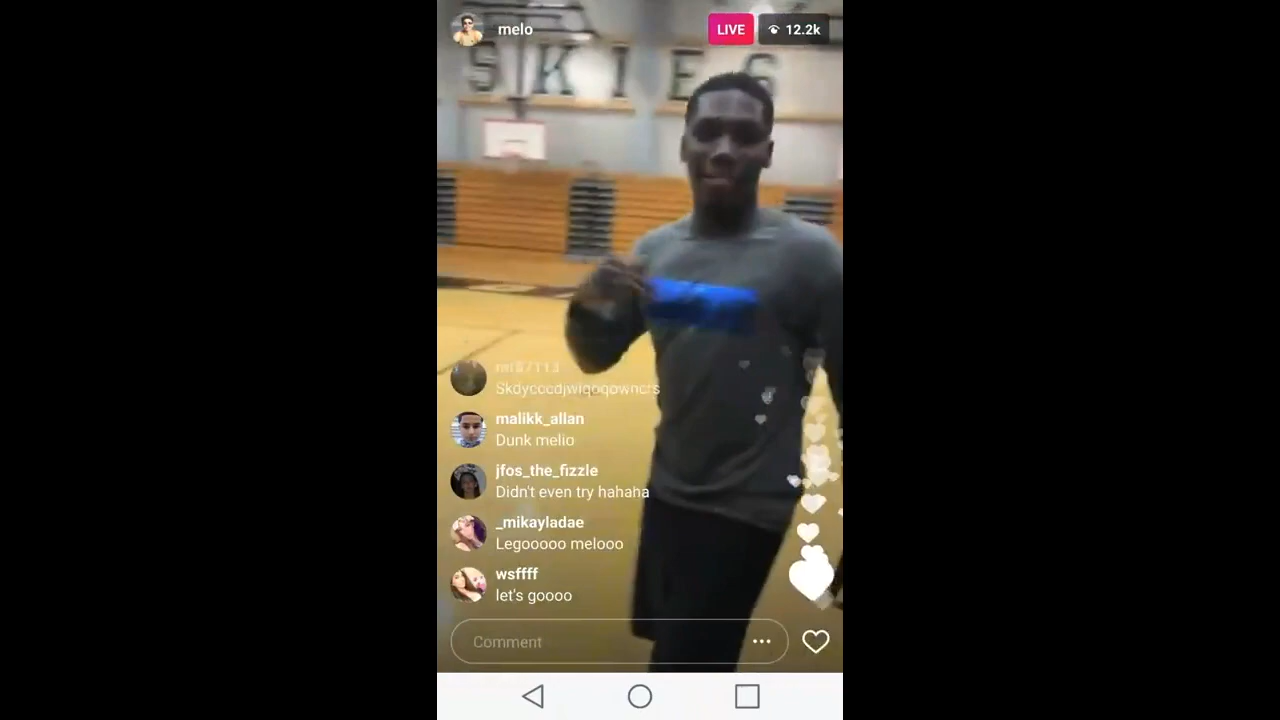 melo
LIVE
12.2k
SKIES
malikk_allan
Dunk melio
jfos_the_fizzle
Didn't even try hahaha
_mikayladae
Legooooo melooo
wsffff
let's goooo
Comment